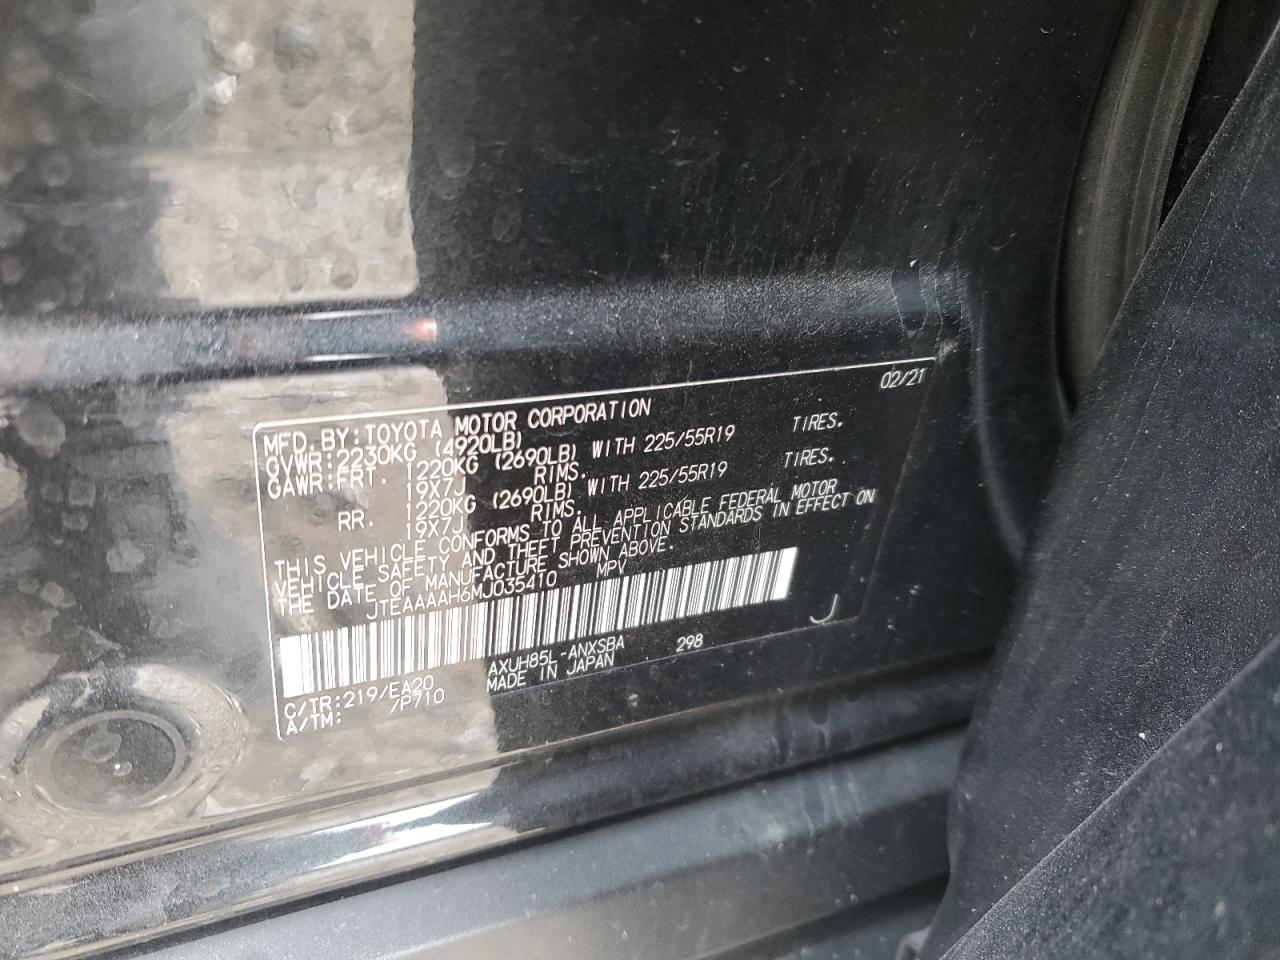 02/21
MFD. BY: TOYOTA MOTOR CORPORATION
GVWR: 2230KG (4920LB)
GAWR: FRT. 1220KG (2690LB) WITH 225/55R19 TIRES.
19X7J RIMS.
RR. 1220KG (2690LB) WITH 225/55R19 TIRES.
19X7J RIMS.
THIS VEHICLE CONFORMS TO ALL APPLICABLE FEDERAL MOTOR
VEHICLE SAFETY AND THEFT PREVENTION STANDARDS IN EFFECT ON
THE DATE OF MANUFACTURE SHOWN ABOVE.
JTEAAAAH6MJ035410 MPV
C/TR: 219/EA20 AXUH85L-ANXSBA 298
A/TM: /P710 MADE IN JAPAN
J